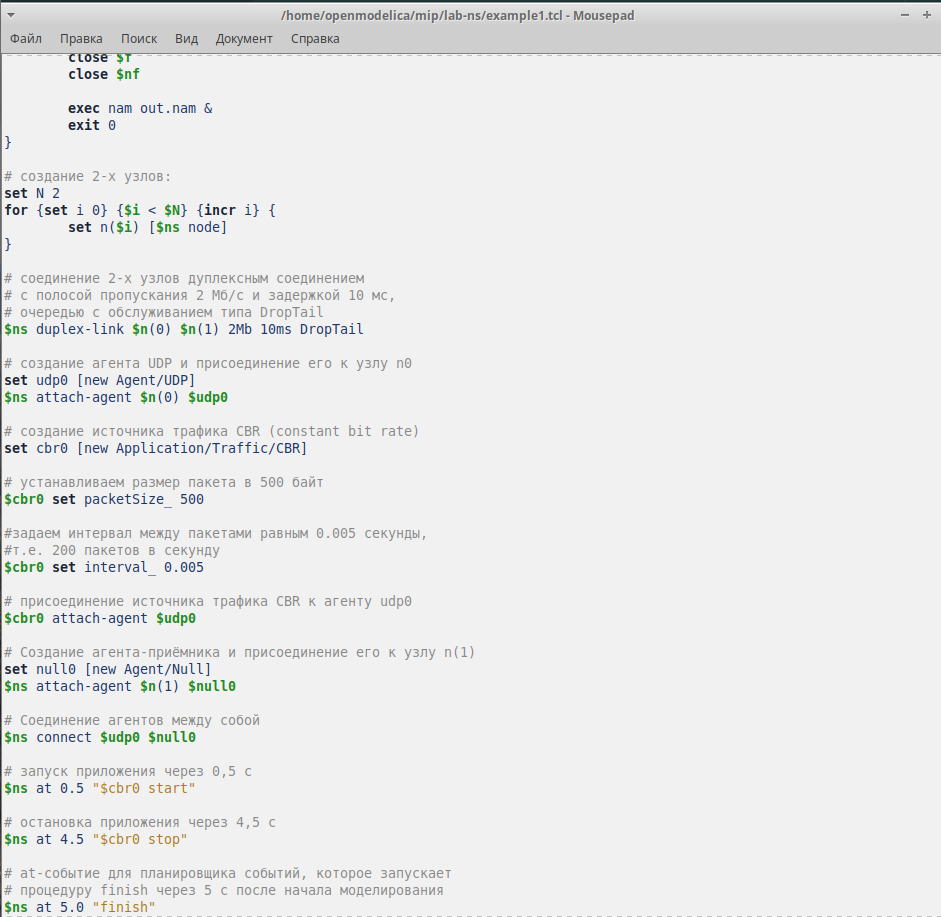 /home/openmodelica/mip/lab-ns/example1.tcl - Mousepad
Файл Правка Поиск Вид Документ Справка
close $f
close $nf
exec nam out.nam &
exit 0
}
# создание 2-х узлов:
set N 2
for {set i 0} {$i < $N} {incr i} {
set n($i) [$ns node]
}
# соединение 2-х узлов дуплексным соединением
# с полосой пропускания 2 Мб/с и задержкой 10 мс,
# очередью с обслуживанием типа DropTail
$ns duplex-link $n(0) $n(1) 2Mb 10ms DropTail
# создание агента UDP и присоединение его к узлу n0
set udp0 [new Agent/UDP]
$ns attach-agent $n(0) $udp0
# создание источника трафика CBR (constant bit rate)
set cbr0 [new Application/Traffic/CBR]
# устанавливаем размер пакета в 500 байт
$cbr0 set packetSize_ 500
#задаем интервал между пакетами равным 0.005 секунды,
#т.е. 200 пакетов в секунду
$cbr0 set interval_ 0.005
# присоединение источника трафика CBR к агенту udp0
$cbr0 attach-agent $udp0
# Создание агента-приёмника и присоединение его к узлу n(1)
set null0 [new Agent/Null]
$ns attach-agent $n(1) $null0
# Соединение агентов между собой
$ns connect $udp0 $null0
# запуск приложения через 0,5 с
$ns at 0.5 "$cbr0 start"
# остановка приложения через 4,5 с
$ns at 4.5 "$cbr0 stop"
# at-событие для планировщика событий, которое запускает
# процедуру finish через 5 с после начала моделирования
$ns at 5.0 "finish"